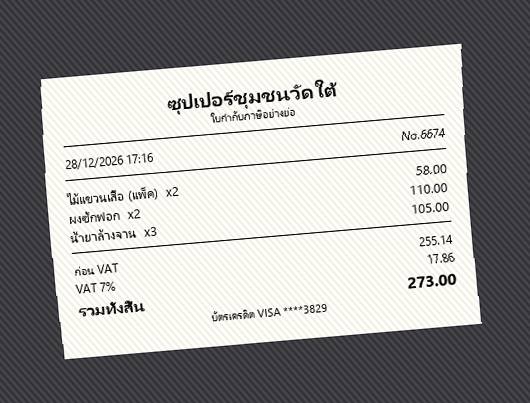 ซุปเปอร์ชุมชนวัดใต้
ใบกำกับภาษีอย่างย่อ
28/12/2026 17:16 No.6674
ไม้แขวนเสื้อ (แพ็ค) x2 58.00
ผงซักฟอก x2 110.00
น้ำยาล้างจาน x3 105.00
ก่อน VAT 255.14
VAT 7% 17.86
รวมทั้งสิ้น 273.00
บัตรเครดิต VISA ****3829